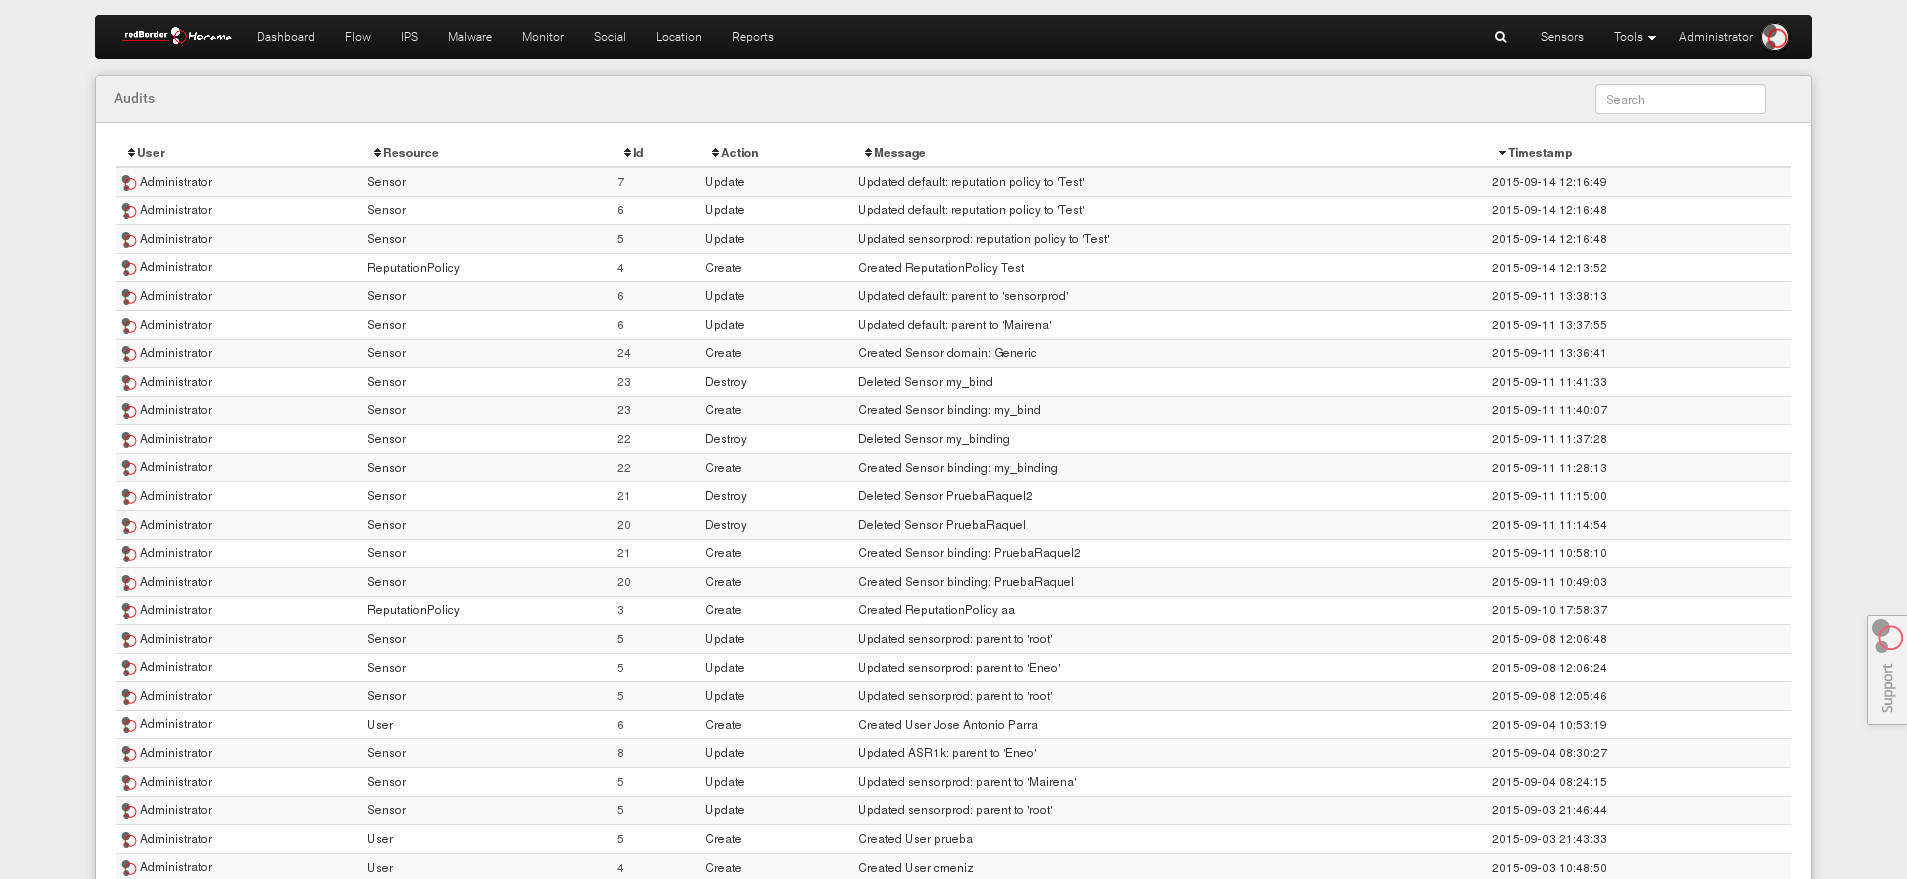 redBorder Horama Dashboard Flow IPS Malware Monitor Social Location Reports Sensors Tools Administrator
Audits Search
User Resource Id Action Message Timestamp
Administrator Sensor 7 Update Updated default: reputation policy to 'Test' 2015-09-14 12:16:49
Administrator Sensor 6 Update Updated default: reputation policy to 'Test' 2015-09-14 12:16:48
Administrator Sensor 5 Update Updated sensorprod: reputation policy to 'Test' 2015-09-14 12:16:48
Administrator ReputationPolicy 4 Create Created ReputationPolicy Test 2015-09-14 12:13:52
Administrator Sensor 6 Update Updated default: parent to 'sensorprod' 2015-09-11 13:38:13
Administrator Sensor 6 Update Updated default: parent to 'Mairena' 2015-09-11 13:37:55
Administrator Sensor 24 Create Created Sensor domain: Generic 2015-09-11 13:36:41
Administrator Sensor 23 Destroy Deleted Sensor my_bind 2015-09-11 11:41:33
Administrator Sensor 23 Create Created Sensor binding: my_bind 2015-09-11 11:40:07
Administrator Sensor 22 Destroy Deleted Sensor my_binding 2015-09-11 11:37:28
Administrator Sensor 22 Create Created Sensor binding: my_binding 2015-09-11 11:28:13
Administrator Sensor 21 Destroy Deleted Sensor PruebaRaquel2 2015-09-11 11:15:00
Administrator Sensor 20 Destroy Deleted Sensor PruebaRaquel 2015-09-11 11:14:54
Administrator Sensor 21 Create Created Sensor binding: PruebaRaquel2 2015-09-11 10:58:10
Administrator Sensor 20 Create Created Sensor binding: PruebaRaquel 2015-09-11 10:49:03
Administrator ReputationPolicy 3 Create Created ReputationPolicy aa 2015-09-10 17:58:37
Administrator Sensor 5 Update Updated sensorprod: parent to 'root' 2015-09-08 12:06:48
Administrator Sensor 5 Update Updated sensorprod: parent to 'Eneo' 2015-09-08 12:06:24
Administrator Sensor 5 Update Updated sensorprod: parent to 'root' 2015-09-08 12:05:46
Administrator User 6 Create Created User Jose Antonio Parra 2015-09-04 10:53:19
Administrator Sensor 8 Update Updated ASR1k: parent to 'Eneo' 2015-09-04 08:30:27
Administrator Sensor 5 Update Updated sensorprod: parent to 'Mairena' 2015-09-04 08:24:15
Administrator Sensor 5 Update Updated sensorprod: parent to 'root' 2015-09-03 21:46:44
Administrator User 5 Create Created User prueba 2015-09-03 21:43:33
Administrator User 4 Create Created User cmeniz 2015-09-03 10:48:50
Support